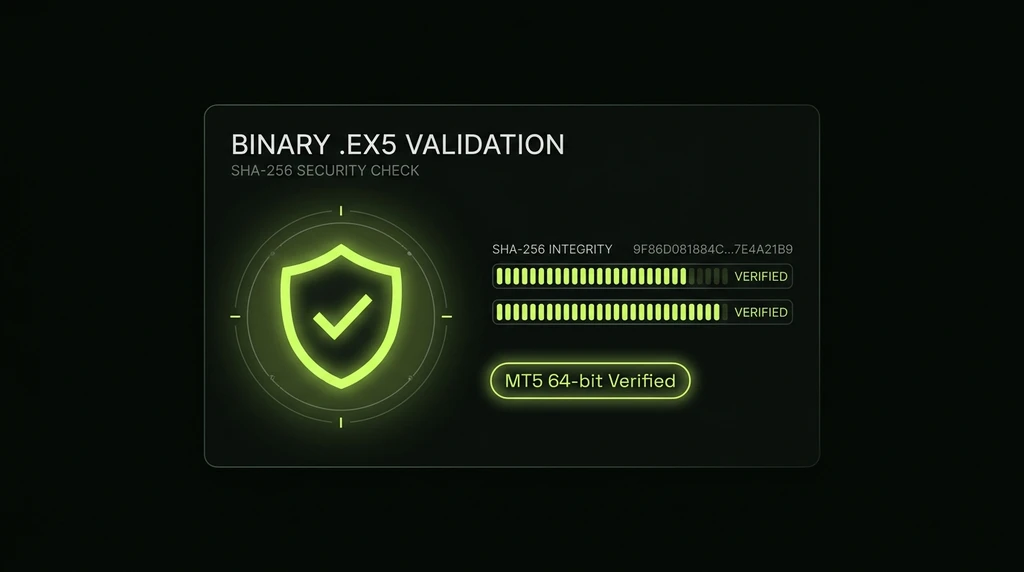 BINARY .EX5 VALIDATION
SHA-256 SECURITY CHECK
SHA-256 INTEGRITY 9F86D081884C...7E4A21B9
VERIFIED
VERIFIED
MT5 64-bit Verified